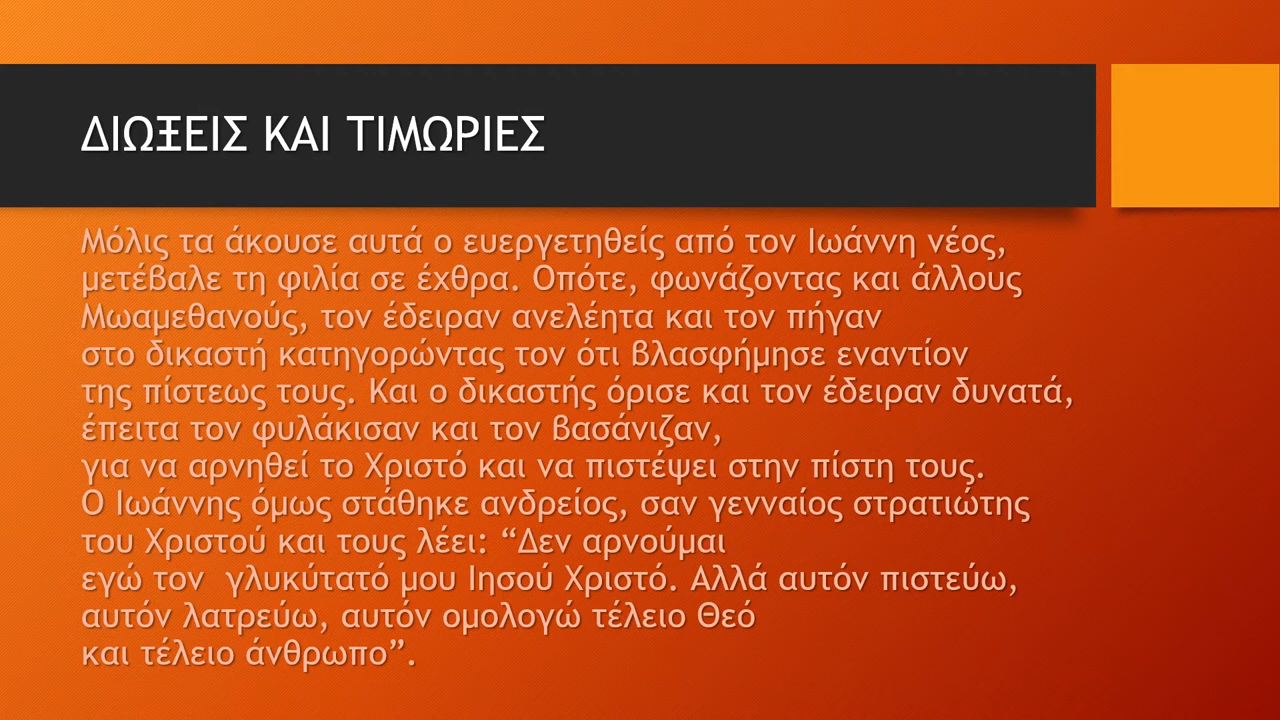 ΔΙΩΞΕΙΣ ΚΑΙ ΤΙΜΩΡΙΕΣ
Μόλις τα άκουσε αυτά ο ευεργετηθείς από τον Ιωάννη νέος,
μετέβαλε τη φιλία σε έχθρα. Οπότε, φωνάζοντας και άλλους
Μωαμεθανούς, τον έδειραν ανελέητα και τον πήγαν
στο δικαστή κατηγορώντας τον ότι βλασφήμησε εναντίον
της πίστεως τους. Και ο δικαστής όρισε και τον έδειραν δυνατά,
έπειτα τον φυλάκισαν και τον βασάνιζαν,
για να αρνηθεί το Χριστό και να πιστέψει στην πίστη τους.
Ο Ιωάννης όμως στάθηκε ανδρείος, σαν γενναίος στρατιώτης
του Χριστού και τους λέει: “Δεν αρνούμαι
εγώ τον  γλυκύτατό μου Ιησού Χριστό. Αλλά αυτόν πιστεύω,
αυτόν λατρεύω, αυτόν ομολογώ τέλειο Θεό
και τέλειο άνθρωπο”.